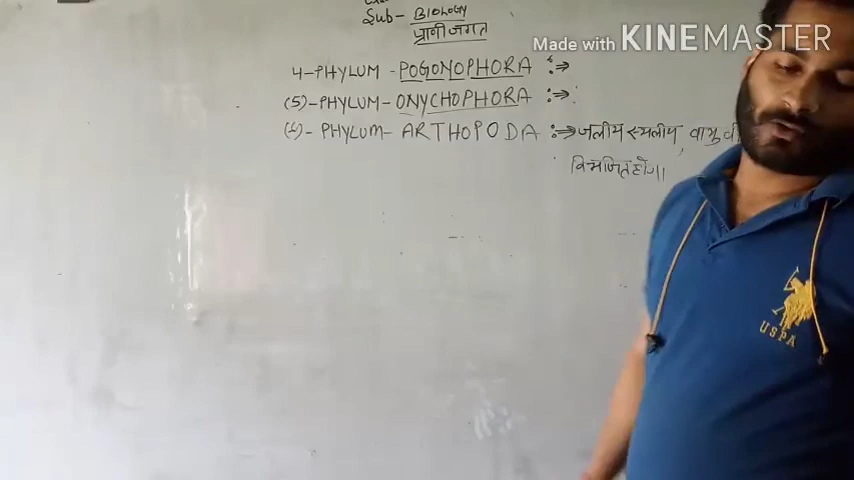 Sub- BIOLOGY
प्राणी जगत
Made with KINEMASTER
4-PHYLUM - POGONOPHORA :⇒
(5)-PHYLUM- ONYCHOPHORA :⇒
(6)- PHYLUM- ARTHOPODA :⇒ जलीय स्थलीय, वायु
विभाजित होग॥
USPA